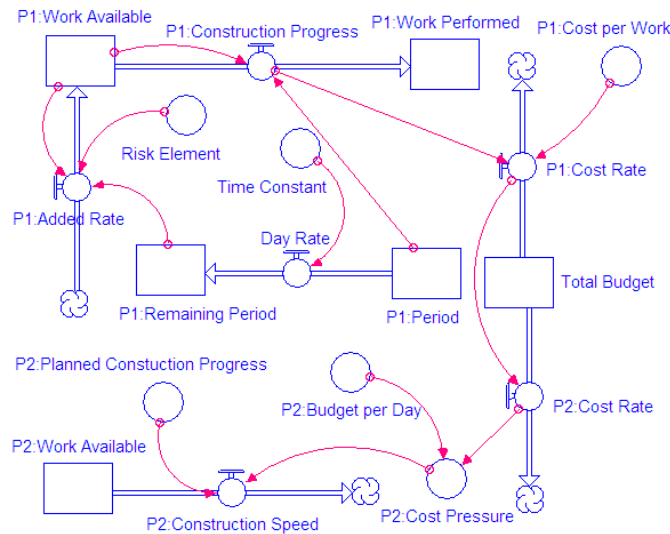 P1:Work Available
P1:Construction Progress
P1:Work Performed
P1:Cost per Work
Risk Element
Time Constant
P1:Cost Rate
P1:Added Rate
Day Rate
Total Budget
P1:Remaining Period
P1:Period
P2:Planned Constuction Progress
P2:Budget per Day
P2:Cost Rate
P2:Work Available
P2:Construction Speed
P2:Cost Pressure